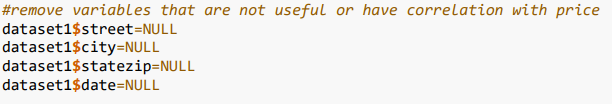 #remove variables that are not useful or have correlation with price
dataset1$street=NULL
dataset1$city=NULL
dataset1$statezip=NULL
dataset1$date=NULL